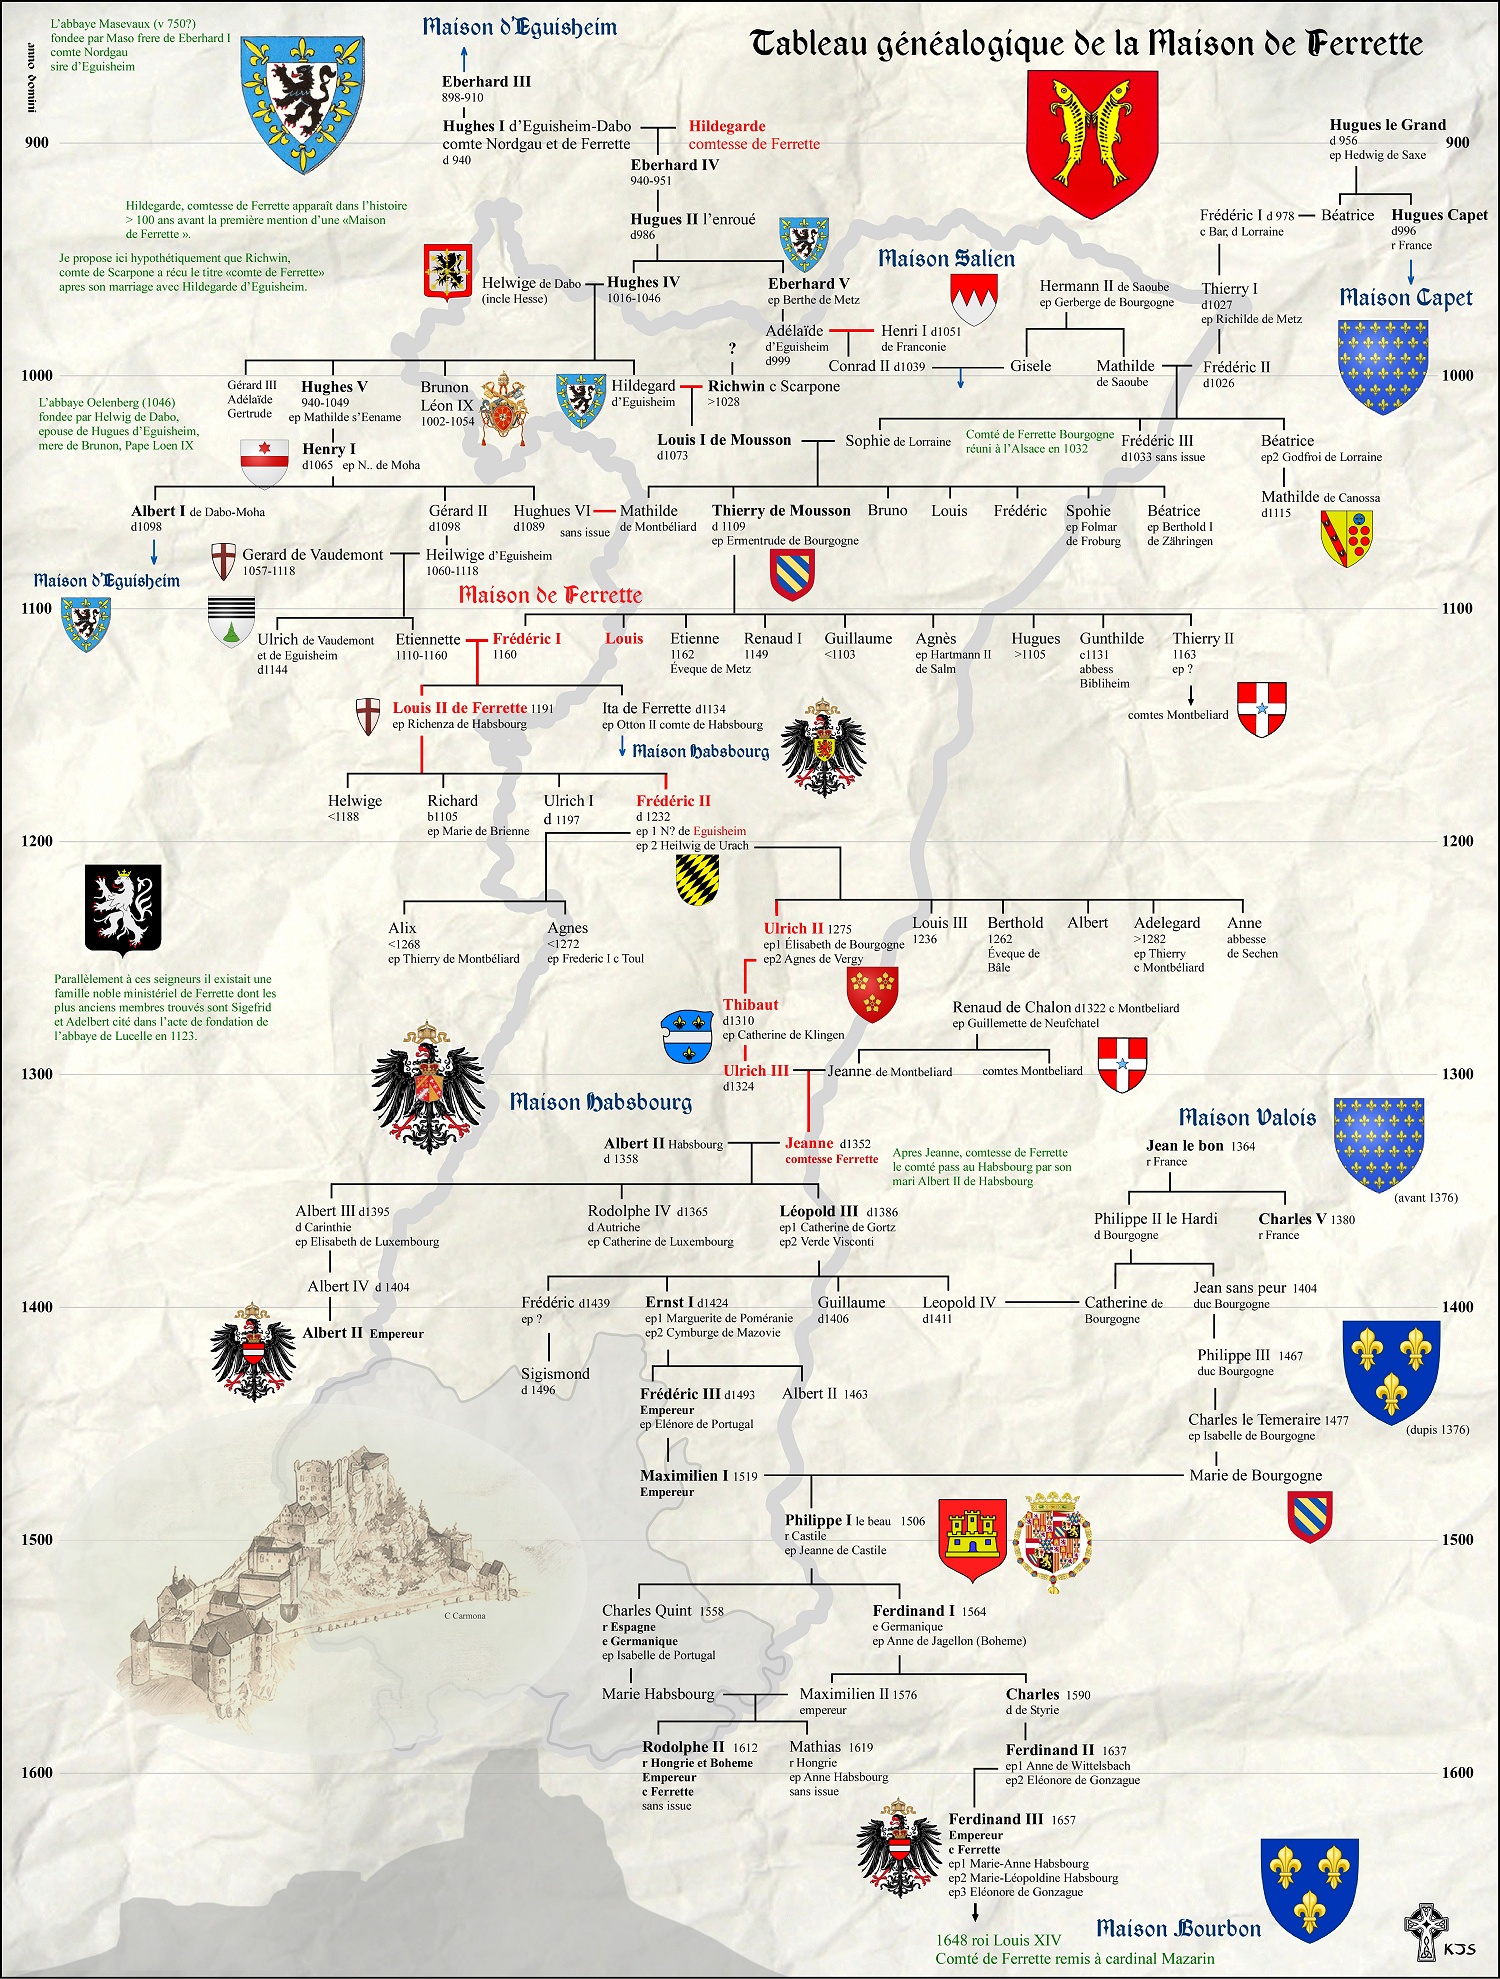 Tableau généalogique de la Maison de Ferrette
L'abbaye Masevaux (v 750?)
fondee par Maso frere de Eberhard I
comte Nordgau
sire d'Eguisheim
anno domini
Maison d'Eguisheim
Eberhard III
898-910
Hughes I d'Eguisheim-Dabo
comte Nordgau et de Ferrette
d 940
Hildegarde
comtesse de Ferrette
Hugues le Grand
d 956
ep Hedwig de Saxe
900
900
Eberhard IV
940-951
Hildegarde, comtesse de Ferrette apparaît dans l'histoire
> 100 ans avant la première mention d'une «Maison
de Ferrette ».
Hugues II l'enroué
d986
Frédéric I d 978
c Bar, d Lorraine
Béatrice
Hugues Capet
d996
r France
Je propose ici hypothétiquement que Richwin,
comte de Scarpone a récu le titre «comte de Ferrette»
apres son marriage avec Hildegarde d'Eguisheim.
Helwige de Dabo
(incle Hesse)
Hughes IV
1016-1046
Eberhard V
ep Berthe de Metz
Maison Salien
Hermann II de Saoube
ep Gerberge de Bourgogne
Thierry I
d1027
ep Richilde de Metz
Maison Capet
Adélaïde
d'Eguisheim
d999
Henri I d1051
de Franconie
?
Conrad II d1039
Gisele
Mathilde
de Saoube
Frédéric II
d1026
1000
1000
Gérard III
Adélaïde
Gertrude
Hughes V
940-1049
ep Mathilde s'Eename
Brunon
Léon IX
1002-1054
Hildegard
d'Eguisheim
Richwin c Scarpone
>1028
L'abbaye Oelenberg (1046)
fondee par Helwig de Dabo,
epouse de Hugues d'Eguisheim,
mere de Brunon, Pape Loen IX
Henry I
d1065 ep N.. de Moha
Louis I de Mousson
d1073
Sophie de Lorraine
Comté de Ferrette Bourgogne
réuni à l'Alsace en 1032
Frédéric III
d1033 sans issue
Béatrice
ep2 Godfroi de Lorraine
Mathilde de Canossa
d1115
Albert I de Dabo-Moha
d1098
Gérard II
d1098
Hughues VI
d1089
sans issue
Mathilde
de Montbéliard
Thierry de Mousson
d 1109
ep Ermentrude de Bourgogne
Bruno
Louis
Frédéric
Spohie
ep Folmar
de Froburg
Béatrice
ep Berthold I
de Zähringen
Gerard de Vaudemont
1057-1118
Heilwige d'Eguisheim
1060-1118
Maison d'Eguisheim
Maison de Ferrette
1100
1100
Ulrich de Vaudemont
et de Eguisheim
d1144
Etiennette
1110-1160
Frédéric I
1160
Louis
Etienne
1162
Éveque de Metz
Renaud I
1149
Guillaume
<1103
Agnès
ep Hartmann II
de Salm
Hugues
>1105
Gunthilde
c1131
abbess
Bibliheim
Thierry II
1163
ep ?
comtes Montbeliard
Louis II de Ferrette 1191
ep Richenza de Habsbourg
Ita de Ferrette d1134
ep Otton II comte de Habsbourg
Maison Habsbourg
Helwige
<1188
Richard
b1105
ep Marie de Brienne
Ulrich I
d 1197
Frédéric II
d 1232
ep 1 N? de Eguisheim
ep 2 Heilwig de Urach
1200
1200
Alix
<1268
ep Thierry de Montbéliard
Agnes
<1272
ep Frederic I c Toul
Ulrich II 1275
ep1 Élisabeth de Bourgogne
ep2 Agnes de Vergy
Louis III
1236
Berthold
1262
Éveque de
Bâle
Albert
Adelegard
>1282
ep Thierry
c Montbéliard
Anne
abbesse
de Sechen
Parallèlement à ces seigneurs il existait une
famille noble ministériel de Ferrette dont les
plus anciens membres trouvés sont Sigefrid
et Adelbert cité dans l'acte de fondation de
l'abbaye de Lucelle en 1123.
Thibaut
d1310
ep Catherine de Klingen
Renaud de Chalon d1322 c Montbeliard
ep Guillemette de Neufchatel
1300
1300
Ulrich III
d1324
Jeanne de Montbeliard
comtes Montbeliard
Maison Habsbourg
Maison Valois
Albert II Habsbourg
d 1358
Jeanne d1352
comtesse Ferrette
Apres Jeanne, comtesse de Ferrette
le comté pass au Habsbourg par son
mari Albert II de Habsbourg
Jean le bon 1364
r France
(avant 1376)
Albert III d1395
d Carinthie
ep Elisabeth de Luxembourg
Rodolphe IV d1365
d Autriche
ep Catherine de Luxembourg
Léopold III d1386
ep1 Catherine de Gortz
ep2 Verde Visconti
Philippe II le Hardi
d Bourgogne
Charles V 1380
r France
Albert IV d 1404
Frédéric d1439
ep ?
Ernst I d1424
ep1 Marguerite de Poméranie
ep2 Cymburge de Mazovie
Guillaume
d1406
Leopold IV
d1411
Catherine de
Bourgogne
Jean sans peur 1404
duc Bourgogne
1400
1400
Albert II Empereur
Sigismond
d 1496
Philippe III 1467
duc Bourgogne
Frédéric III d1493
Empereur
ep Elénore de Portugal
Albert II 1463
Charles le Temeraire 1477
ep Isabelle de Bourgogne
(dupis 1376)
Maximilien I 1519
Empereur
Marie de Bourgogne
Philippe I le beau 1506
r Castile
ep Jeanne de Castile
1500
1500
C Carmona
Charles Quint 1558
r Espagne
e Germanique
ep Isabelle de Portugal
Ferdinand I 1564
e Germanique
ep Anne de Jagellon (Boheme)
Marie Habsbourg
Maximilien II 1576
empereur
Charles 1590
d de Styrie
Rodolphe II 1612
r Hongrie et Boheme
Empereur
c Ferrette
sans issue
Mathias 1619
r Hongrie
ep Anne Habsbourg
sans issue
Ferdinand II 1637
ep1 Anne de Wittelsbach
ep2 Eléonore de Gonzague
1600
1600
Ferdinand III 1657
Empereur
c Ferrette
ep1 Marie-Anne Habsbourg
ep2 Marie-Léopoldine Habsbourg
ep3 Eléonore de Gonzague
1648 roi Louis XIV
Comté de Ferrette remis à cardinal Mazarin
Maison Bourbon
KJS